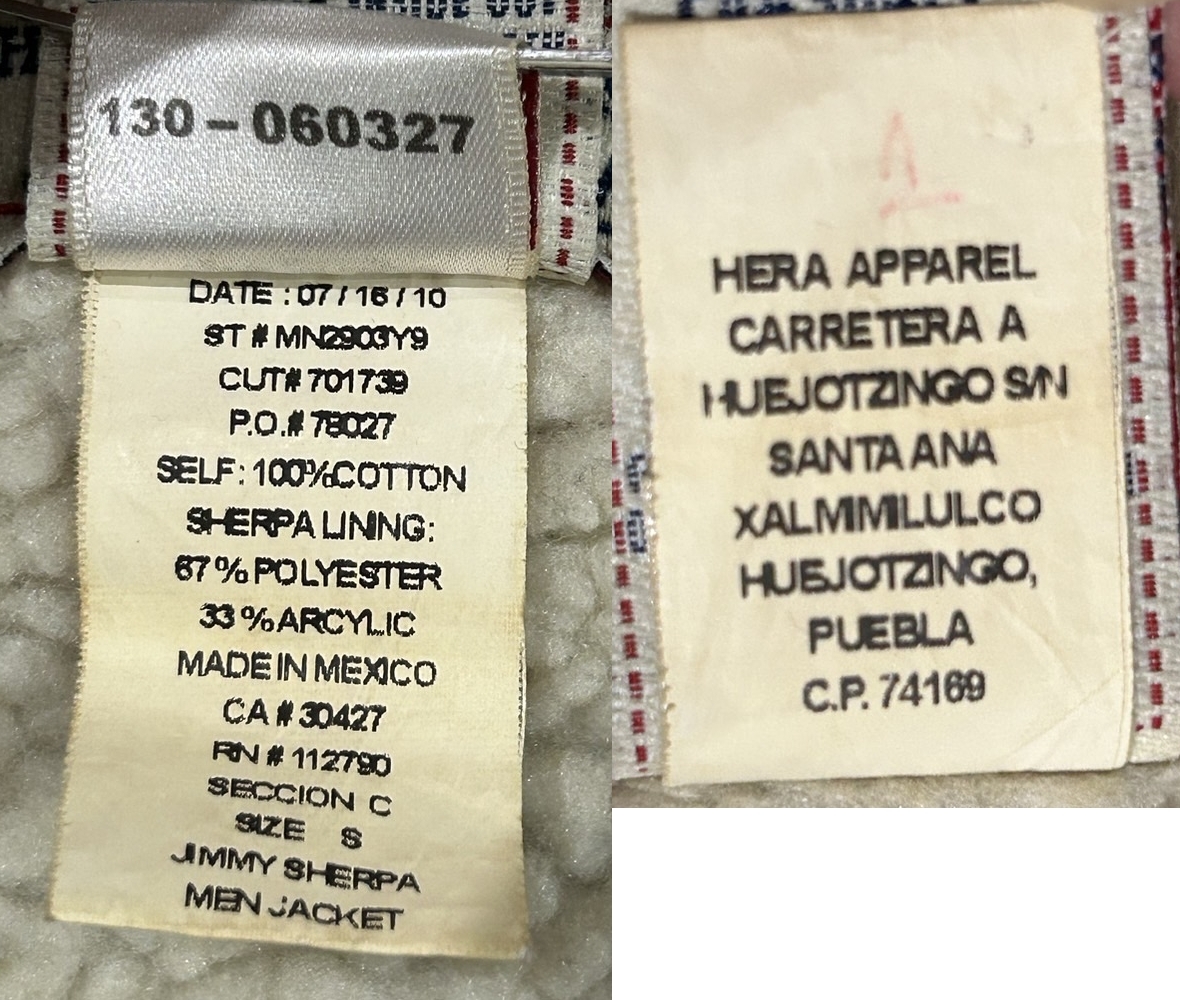 130-060327
DATE : 07 / 16 / 10
ST # MN2903Y9
CUT# 701739
P.O.# 78027
SELF : 100%COTTON
SHERPA LINING:
67 % POLYESTER
33 % ARCYLIC
MADE IN MEXICO
CA # 30427
RN # 112790
SECCION C
SIZE S
JIMMY SHERPA
MEN JACKET
A
HERA APPAREL
CARRETERA A
HUEJOTZINGO S/N
SANTA ANA
XALMIMILULCO
HUEJOTZINGO,
PUEBLA
C.P. 74169